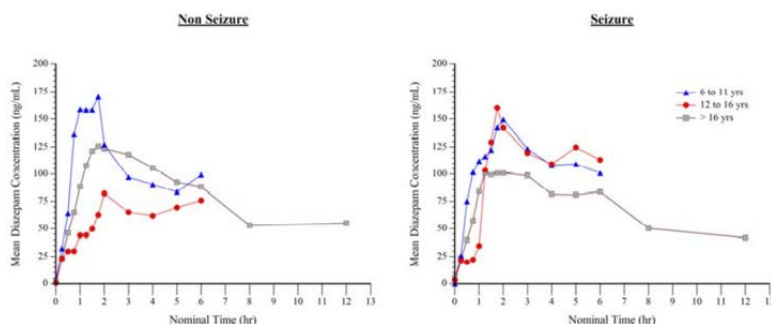 Non Seizure
Mean Diazepam Concentration (ng/mL)
200
175
150
125
100
75
50
25
0
0 1 2 3 4 5 6 7 8 9 10 11 12 13
Nominal Time (hr)
Seizure
Mean Diazepam Concentration (ng/mL)
200
175
150
125
100
75
50
25
0
0 1 2 3 4 5 6 7 8 9 10 11 12 13
Nominal Time (hr)
6 to 11 yrs
12 to 16 yrs
> 16 yrs